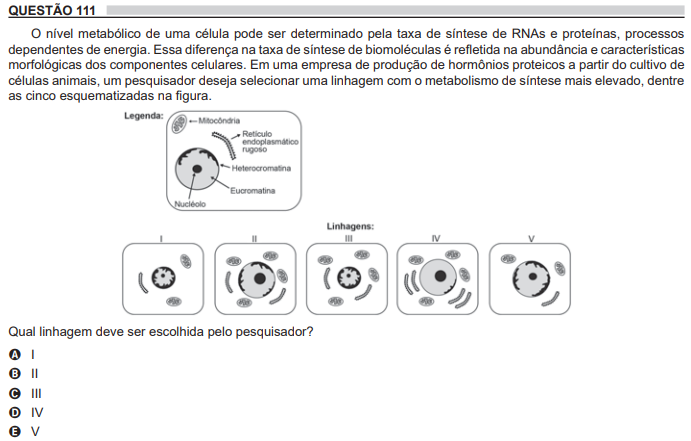 QUESTÃO 111
O nível metabólico de uma célula pode ser determinado pela taxa de síntese de RNAs e proteínas, processos
dependentes de energia. Essa diferença na taxa de síntese de biomoléculas é refletida na abundância e características
morfológicas dos componentes celulares. Em uma empresa de produção de hormônios proteicos a partir do cultivo de
células animais, um pesquisador deseja selecionar uma linhagem com o metabolismo de síntese mais elevado, dentre
as cinco esquematizadas na figura.
Legenda:
Mitocôndria
Retículo
endoplasmático
rugoso
Heterocromatina
Eucromatina
Nucléolo
Linhagens:
I II III IV V
Qual linhagem deve ser escolhida pelo pesquisador?
A I
B II
C III
D IV
E V